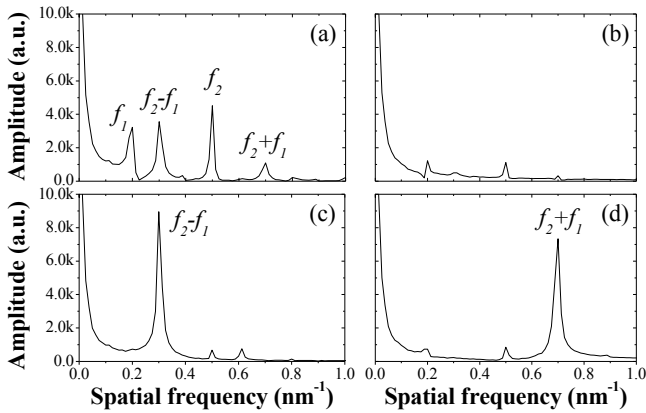 10.0k
8.0k
6.0k
4.0k
2.0k
0.0
Amplitude (a.u.)
(a)
f1
f2-f1
f2
f2+f1
(b)
10.0k
8.0k
6.0k
4.0k
2.0k
0.0
Amplitude (a.u.)
(c)
f2-f1
(d)
f2+f1
0.0 0.2 0.4 0.6 0.8 1.0 0.0 0.2 0.4 0.6 0.8 1.0
Spatial frequency (nm-1) Spatial frequency (nm-1)